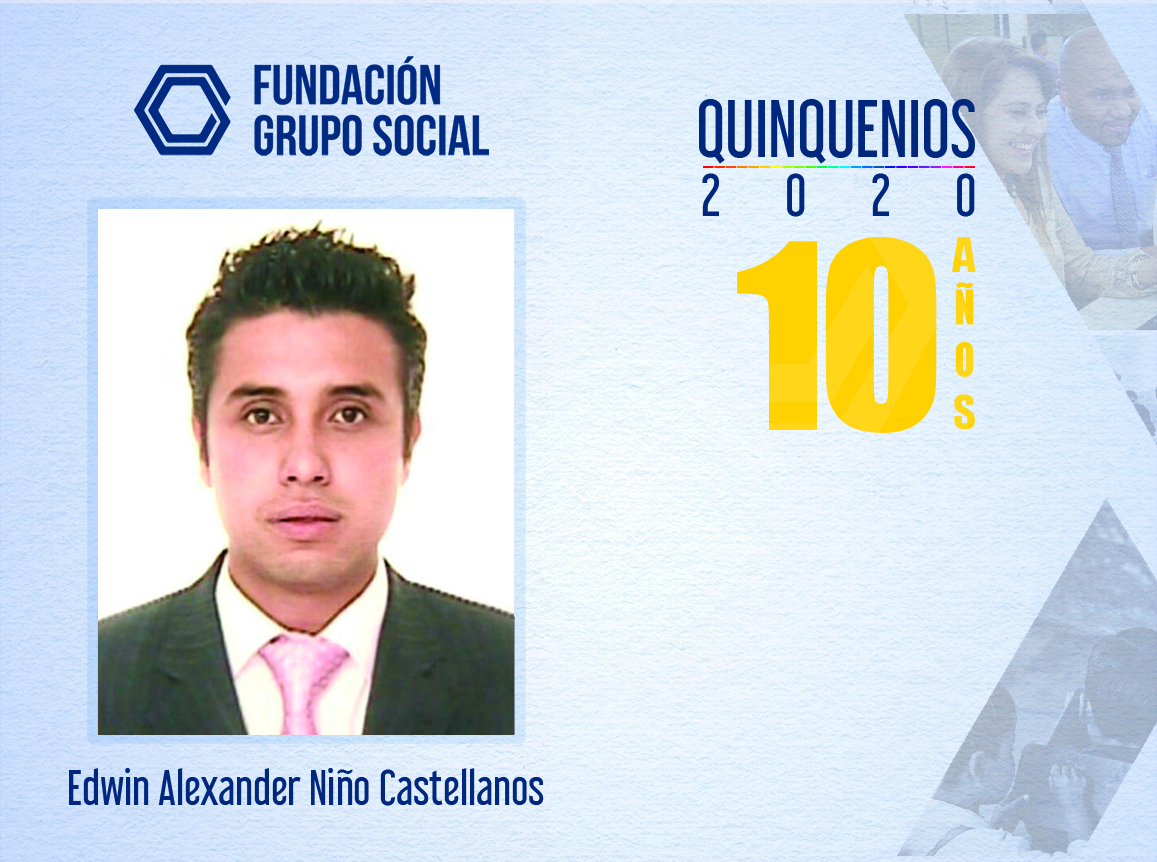 FUNDACIÓN
GRUPO SOCIAL
QUINQUENIOS
2020
10
AÑOS
Edwin Alexander Niño Castellanos